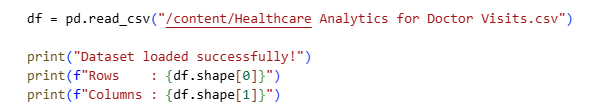 df = pd.read_csv("/content/Healthcare Analytics for Doctor Visits.csv")
print("Dataset loaded successfully!")
print(f"Rows    : {df.shape[0]}")
print(f"Columns : {df.shape[1]}")